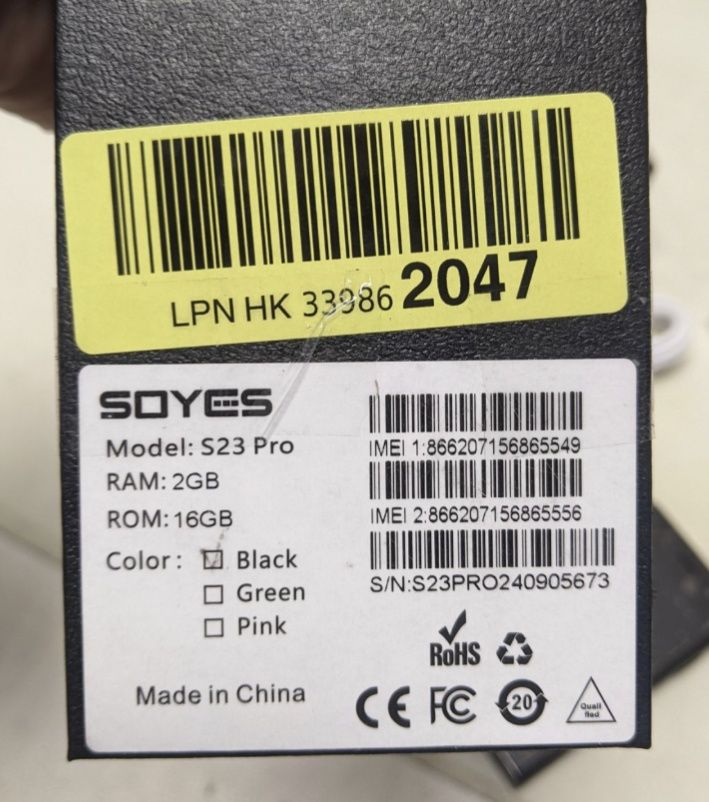 LPN HK 33986 2047
SOYES
Model: S23 Pro
RAM: 2GB
ROM: 16GB
Color: Black
Green
Pink
Made in China
IMEI 1:866207156865549
IMEI 2:866207156865556
S/N:S23PRO240905673
RoHS
CE FC 20
Quali
fied